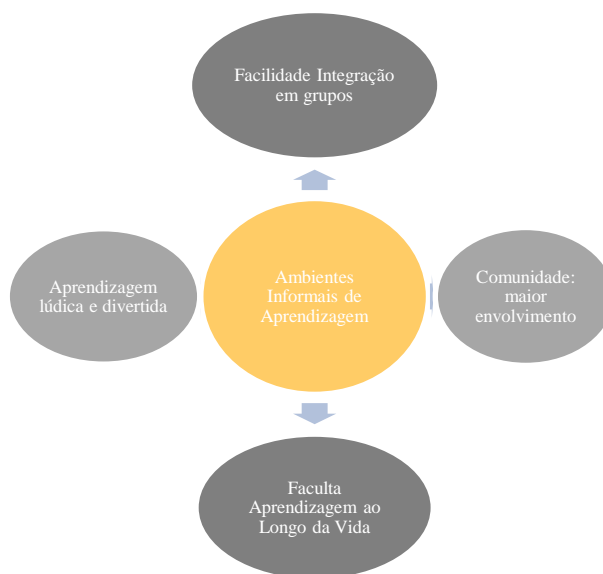 Facilidade Integração
em grupos
Aprendizagem
lúdica e divertida
Ambientes
Informais de
Aprendizagem
Comunidade:
maior
envolvimento
Faculta
Aprendizagem ao
Longo da Vida